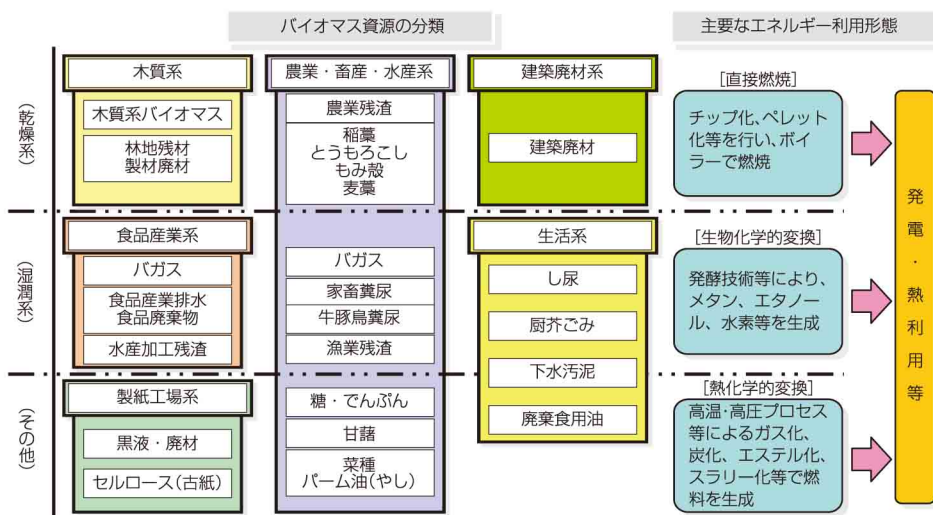 バイオマス資源の分類
主要なエネルギー利用形態
(乾燥系)
木質系
木質系バイオマス
林地残材
製材廃材
農業・畜産・水産系
農業残渣
稲藁
とうもろこし
もみ殻
麦藁
建築廃材系
建築廃材
[直接燃焼]
チップ化、ペレット
化等を行い、ボイ
ラーで燃焼
(湿潤系)
食品産業系
バガス
食品産業排水
食品廃棄物
水産加工残渣
バガス
家畜糞尿
牛豚鳥糞尿
漁業残渣
生活系
し尿
厨芥ごみ
下水汚泥
廃棄食用油
[生物化学的変換]
発酵技術等により、
メタン、エタノー
ル、水素等を生成
(その他)
製紙工場系
黒液・廃材
セルロース(古紙)
糖・でんぷん
甘藷
菜種
パーム油(やし)
[熱化学的変換]
高温・高圧プロセス
等によるガス化、
炭化、エステル化、
スラリー化等で燃
料を生成
発電・熱利用等